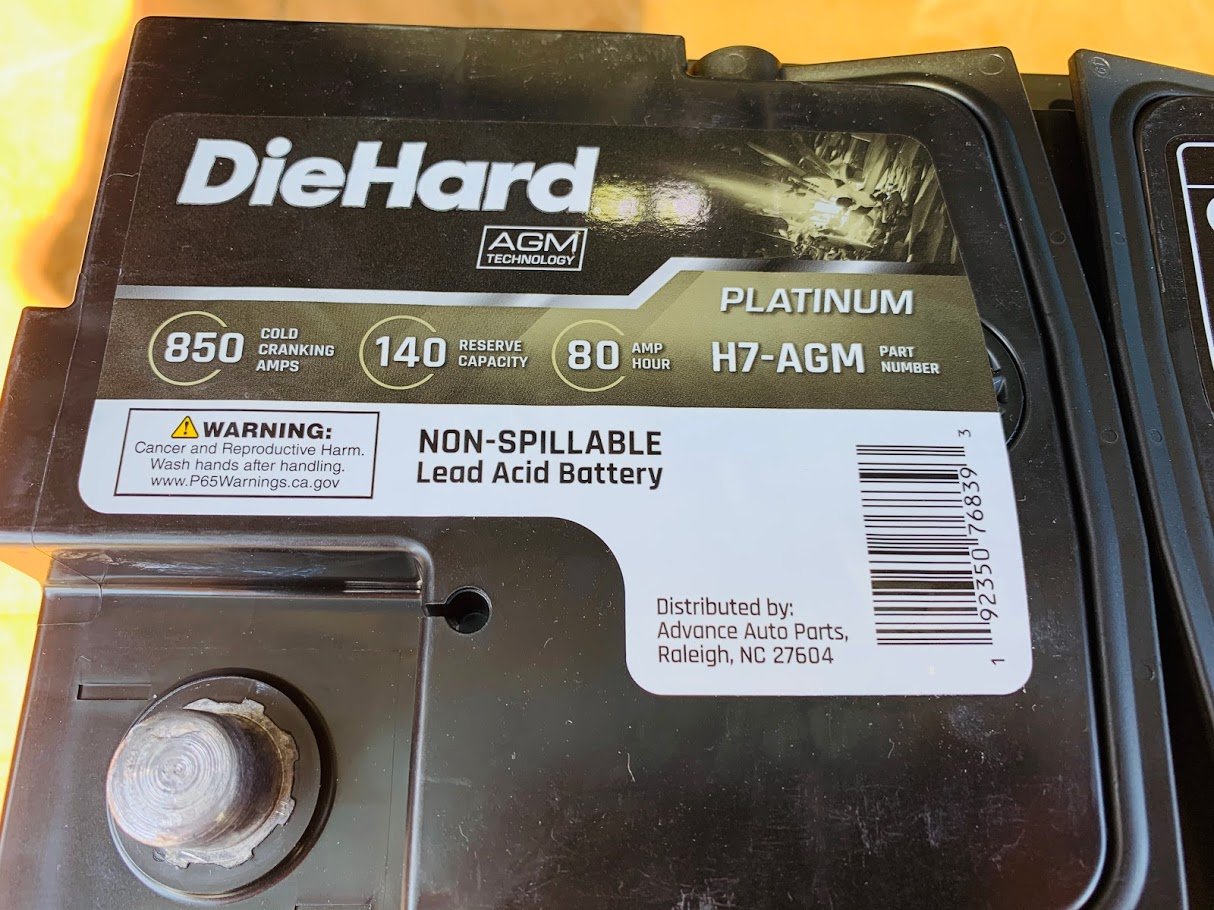 DieHard
AGM
TECHNOLOGY
PLATINUM
850 COLD
CRANKING
AMPS
140 RESERVE
CAPACITY
80 AMP
HOUR
H7-AGM PART
NUMBER
WARNING:
Cancer and Reproductive Harm.
Wash hands after handling.
www.P65Warnings.ca.gov
NON-SPILLABLE
Lead Acid Battery
Distributed by:
Advance Auto Parts,
Raleigh, NC 27604
1 92350 76839 3